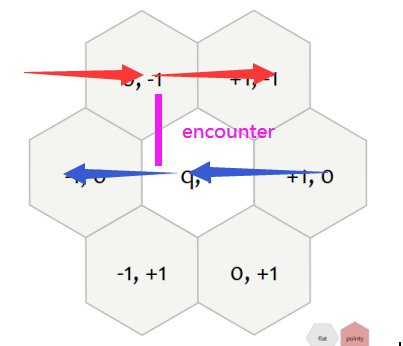 0, -1
+1, -1
encounter
-1, 0
q,
+1, 0
-1, +1
0, +1
flat
pointy